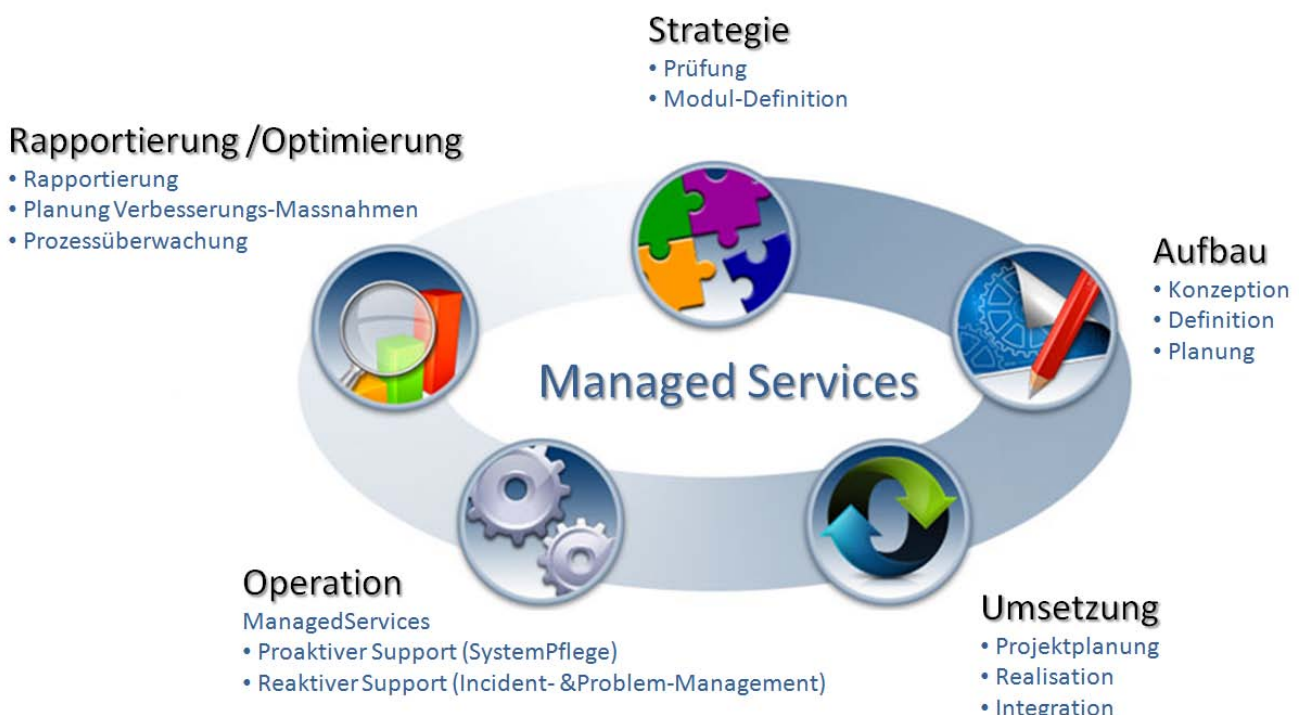 Strategie
• Prüfung
• Modul-Definition
Rapportierung /Optimierung
• Rapportierung
• Planung Verbesserungs-Massnahmen
• Prozessüberwachung
Aufbau
• Konzeption
• Definition
• Planung
Managed Services
Operation
ManagedServices
• Proaktiver Support (SystemPflege)
• Reaktiver Support (Incident- &Problem-Management)
Umsetzung
• Projektplanung
• Realisation
• Integration